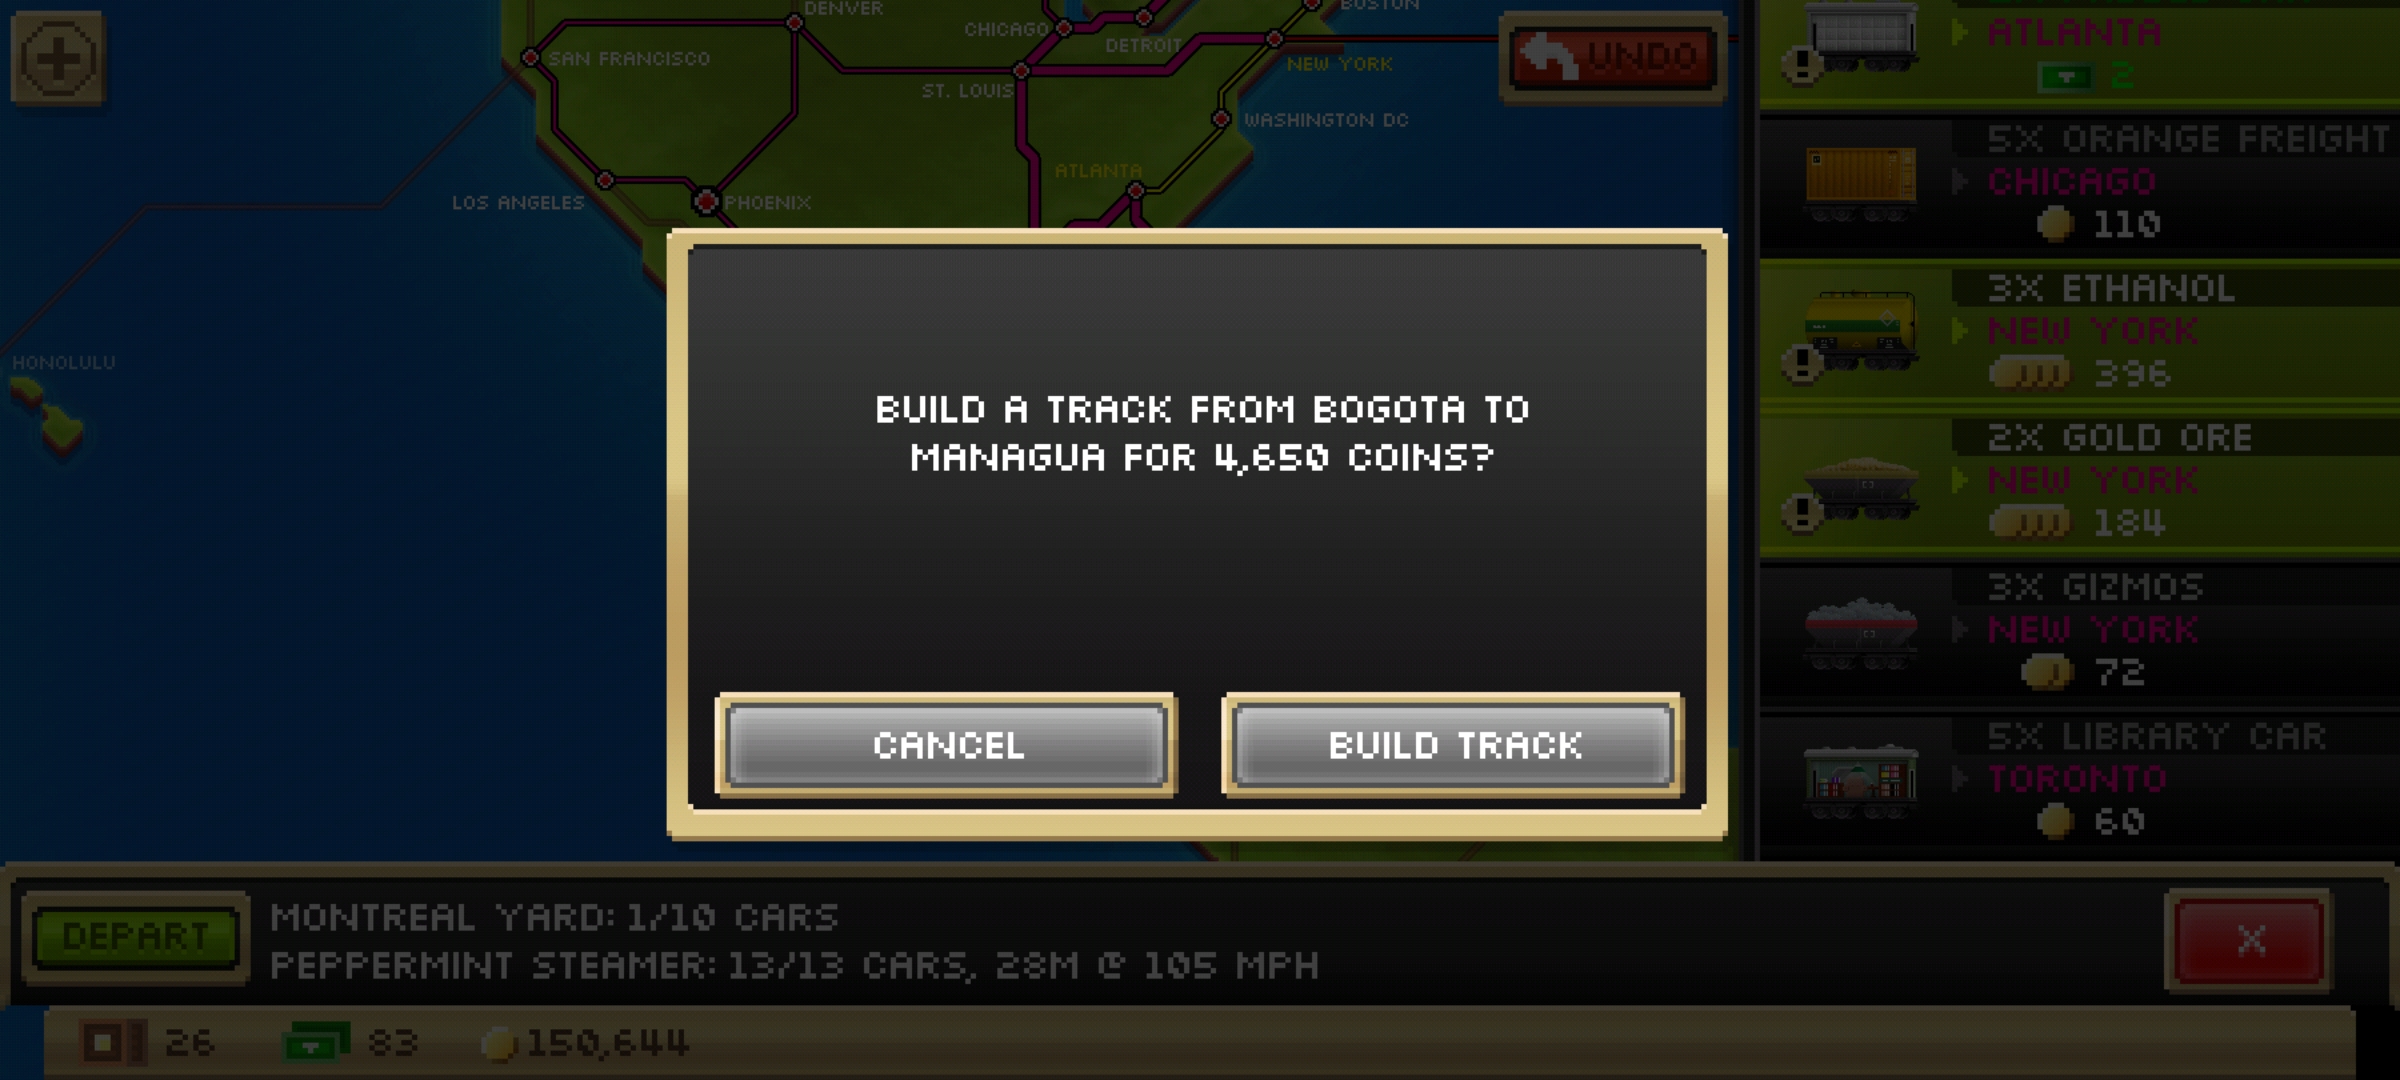 DENVER
BOSTON
CHICAGO
DETROIT
SAN FRANCISCO
NEW YORK
ST. LOUIS
WASHINGTON DC
ATLANTA
LOS ANGELES
PHOENIX
HONOLULU
UNDO
ATLANTA
2
5X ORANGE FREIGHT
CHICAGO
110
3X ETHANOL
NEW YORK
396
2X GOLD ORE
NEW YORK
184
3X GIZMOS
NEW YORK
72
5X LIBRARY CAR
TORONTO
60
BUILD A TRACK FROM BOGOTA TO
MANAGUA FOR 4,650 COINS?
CANCEL
BUILD TRACK
DEPART
MONTREAL YARD: 1/10 CARS
PEPPERMINT STEAMER: 13/13 CARS, 28M @ 105 MPH
X
26
83
150,644